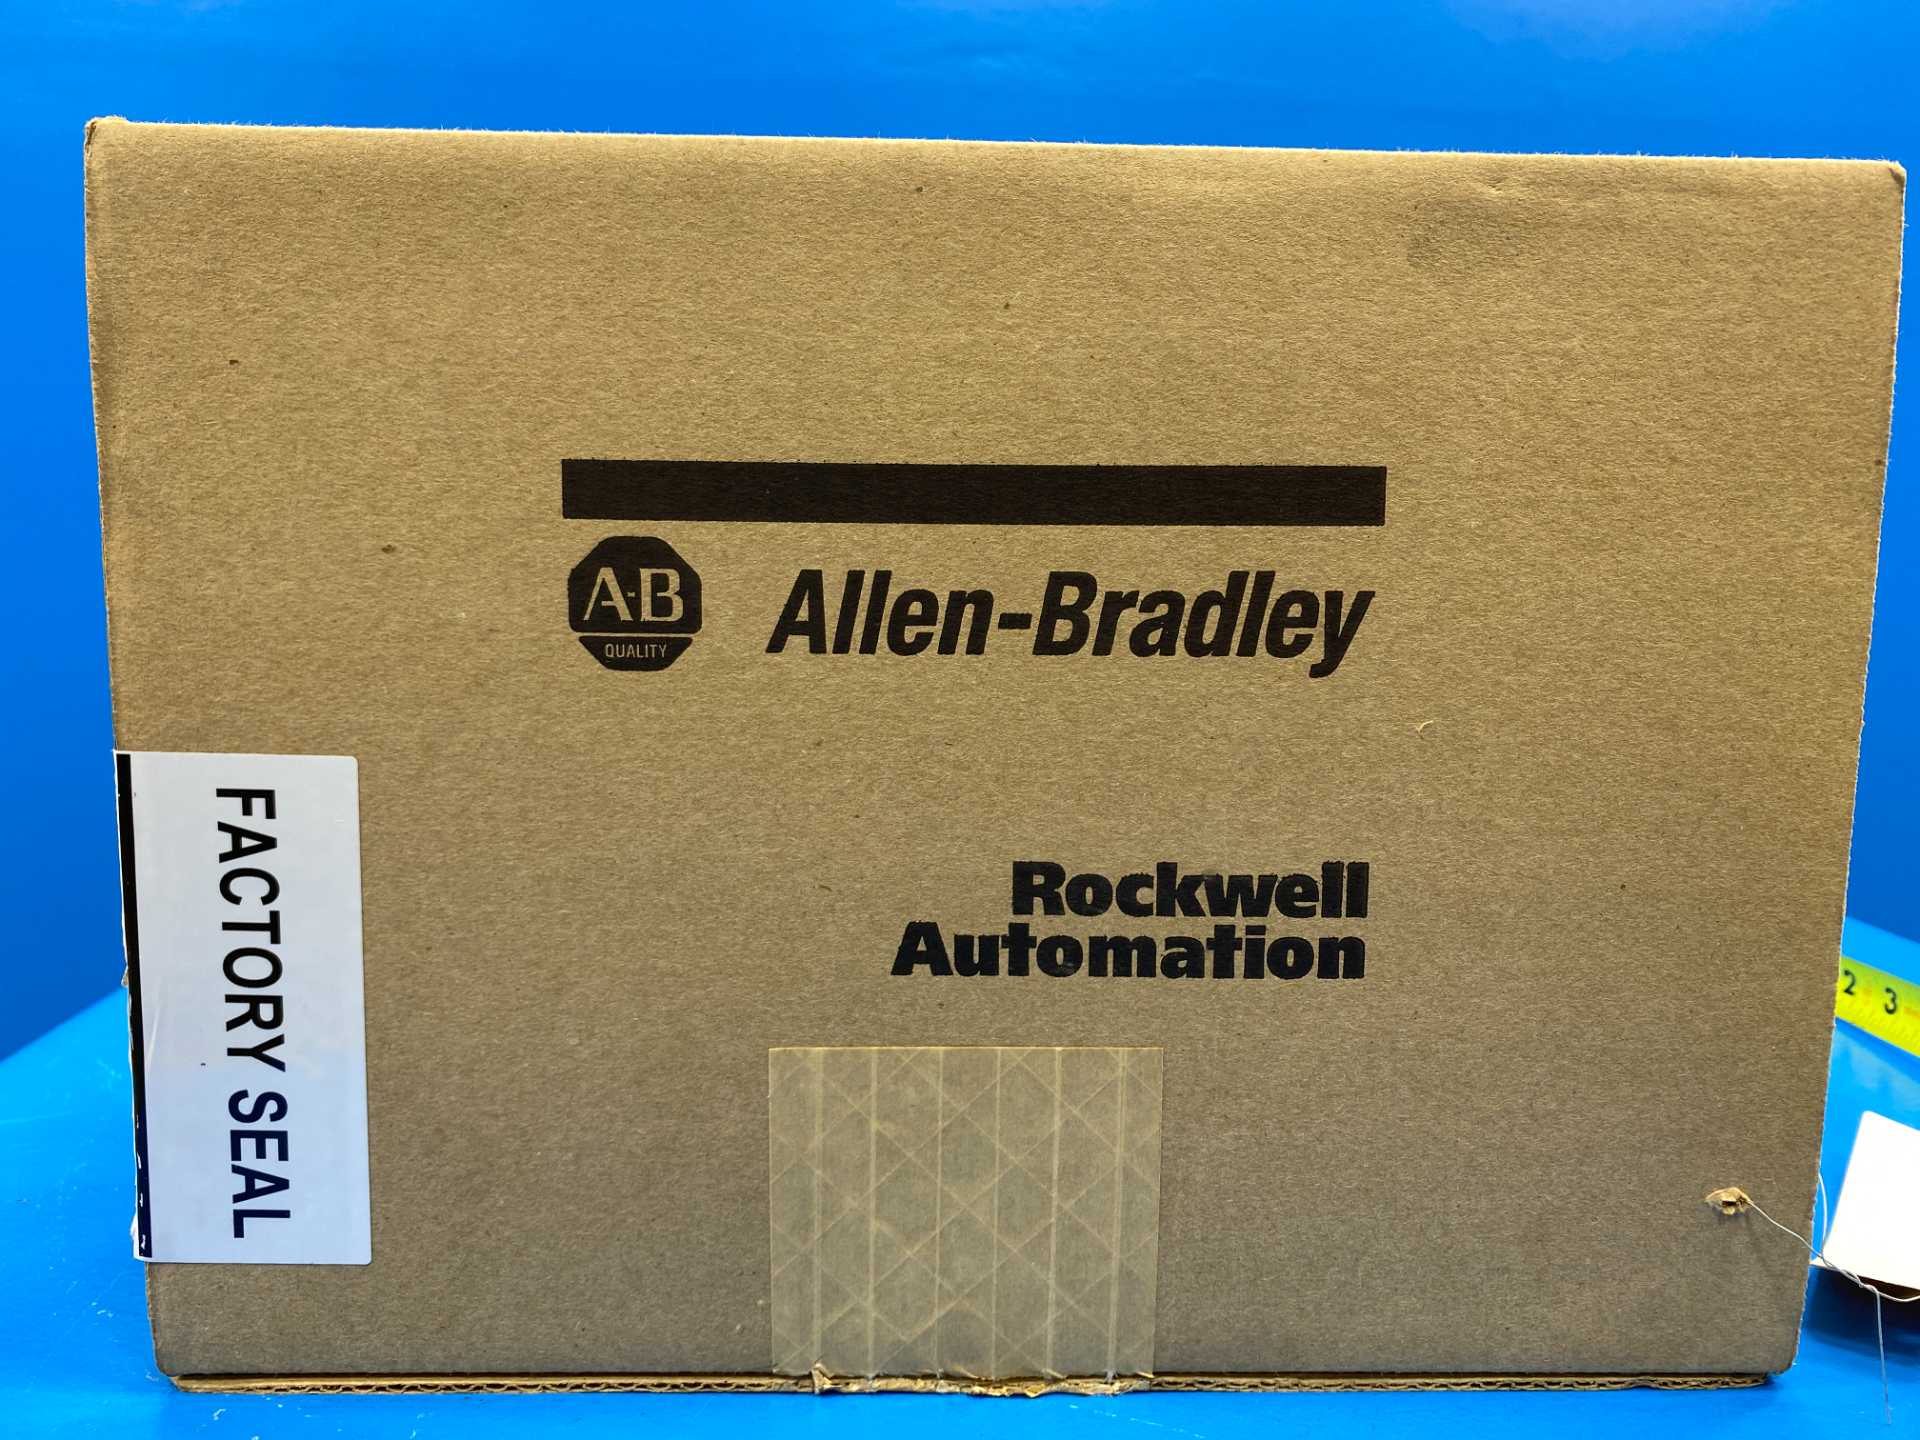 A-B
QUALITY
Allen-Bradley
Rockwell
Automation
FACTORY SEAL
2 3